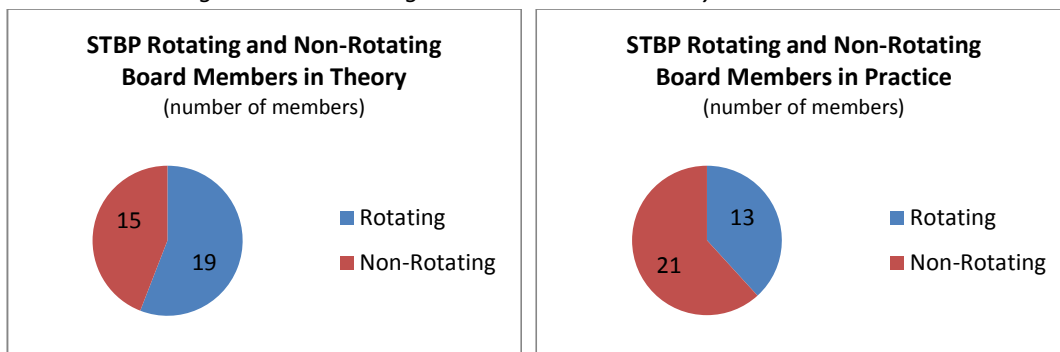 STBP Rotating and Non-Rotating
Board Members in Theory
(number of members)
15
19
Rotating
Non-Rotating
STBP Rotating and Non-Rotating
Board Members in Practice
(number of members)
13
21
Rotating
Non-Rotating